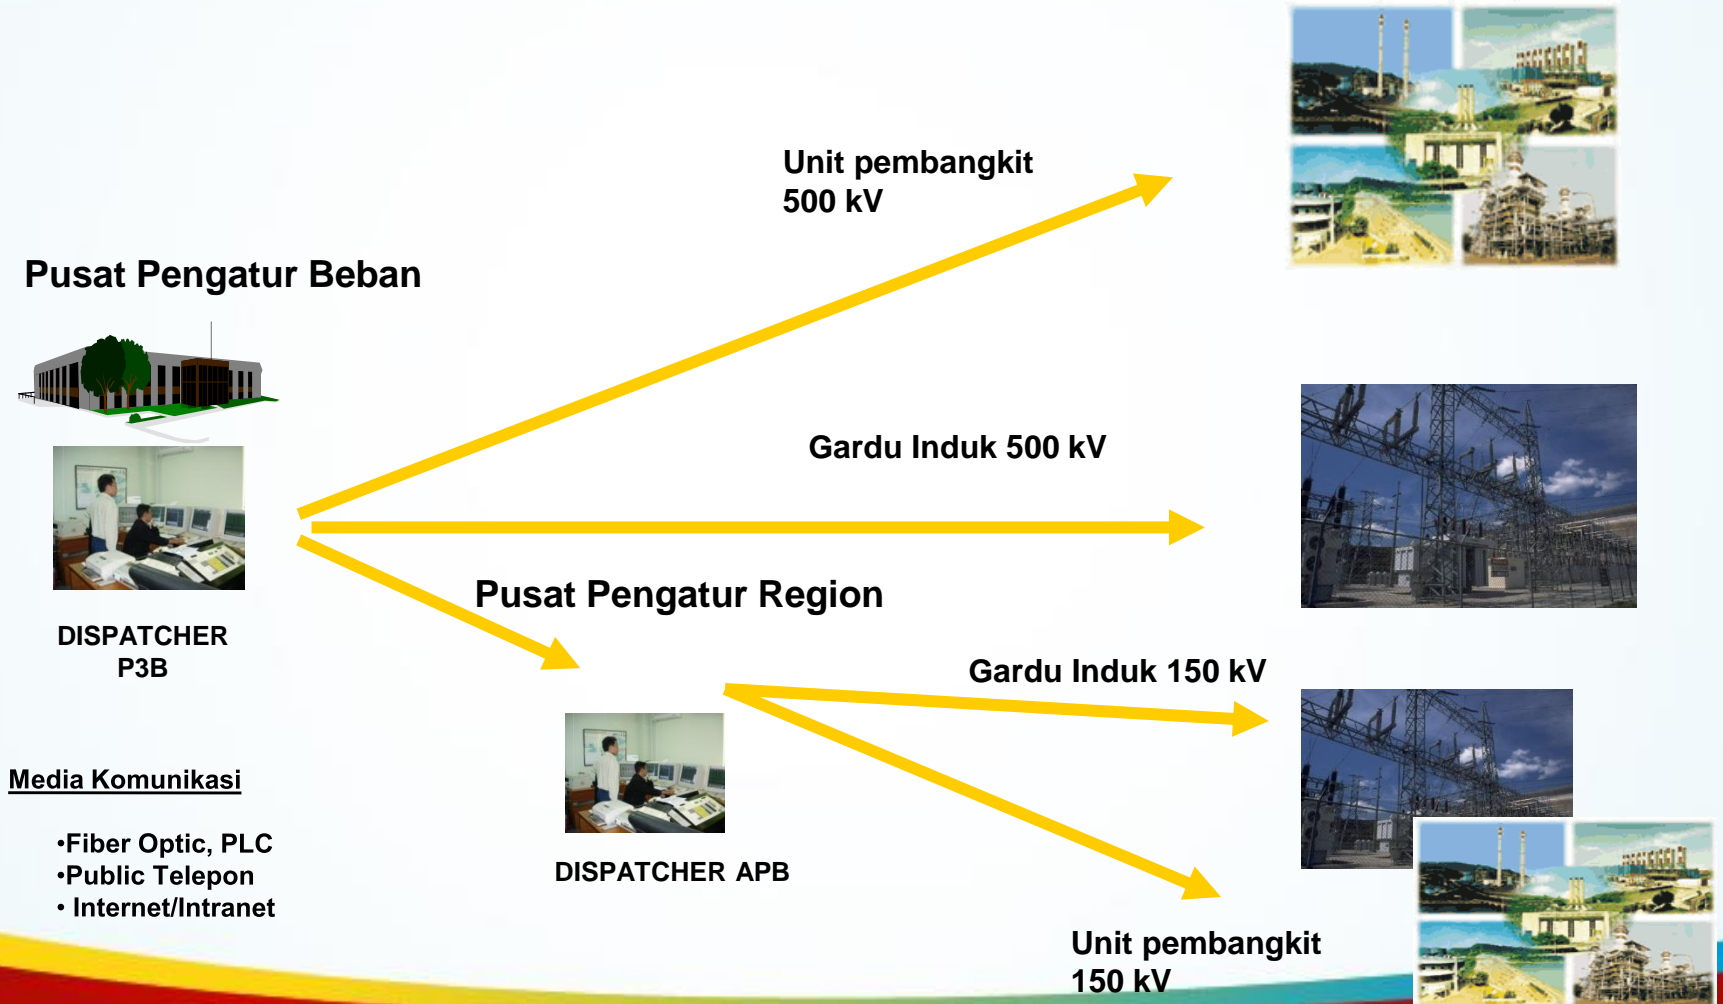 Unit pembangkit
500 kV
Pusat Pengatur Beban
Gardu Induk 500 kV
Pusat Pengatur Region
DISPATCHER
P3B
Gardu Induk 150 kV
Media Komunikasi
•Fiber Optic, PLC
•Public Telepon
• Internet/Intranet
DISPATCHER APB
Unit pembangkit
150 kV